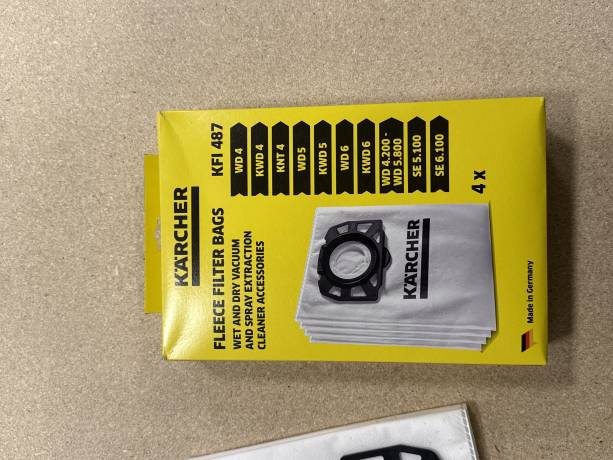 KÄRCHER
FLEECE FILTER BAGS
KFI 487
WET AND DRY VACUUM
AND SPRAY EXTRACTION
CLEANER ACCESSORIES
WD 4
KWD 4
KNT 4
WD 5
KWD 5
WD 6
KWD 6
WD 4.200 -
WD 5.800
SE 5.100
SE 6.100
4 x
KÄRCHER
Made in Germany